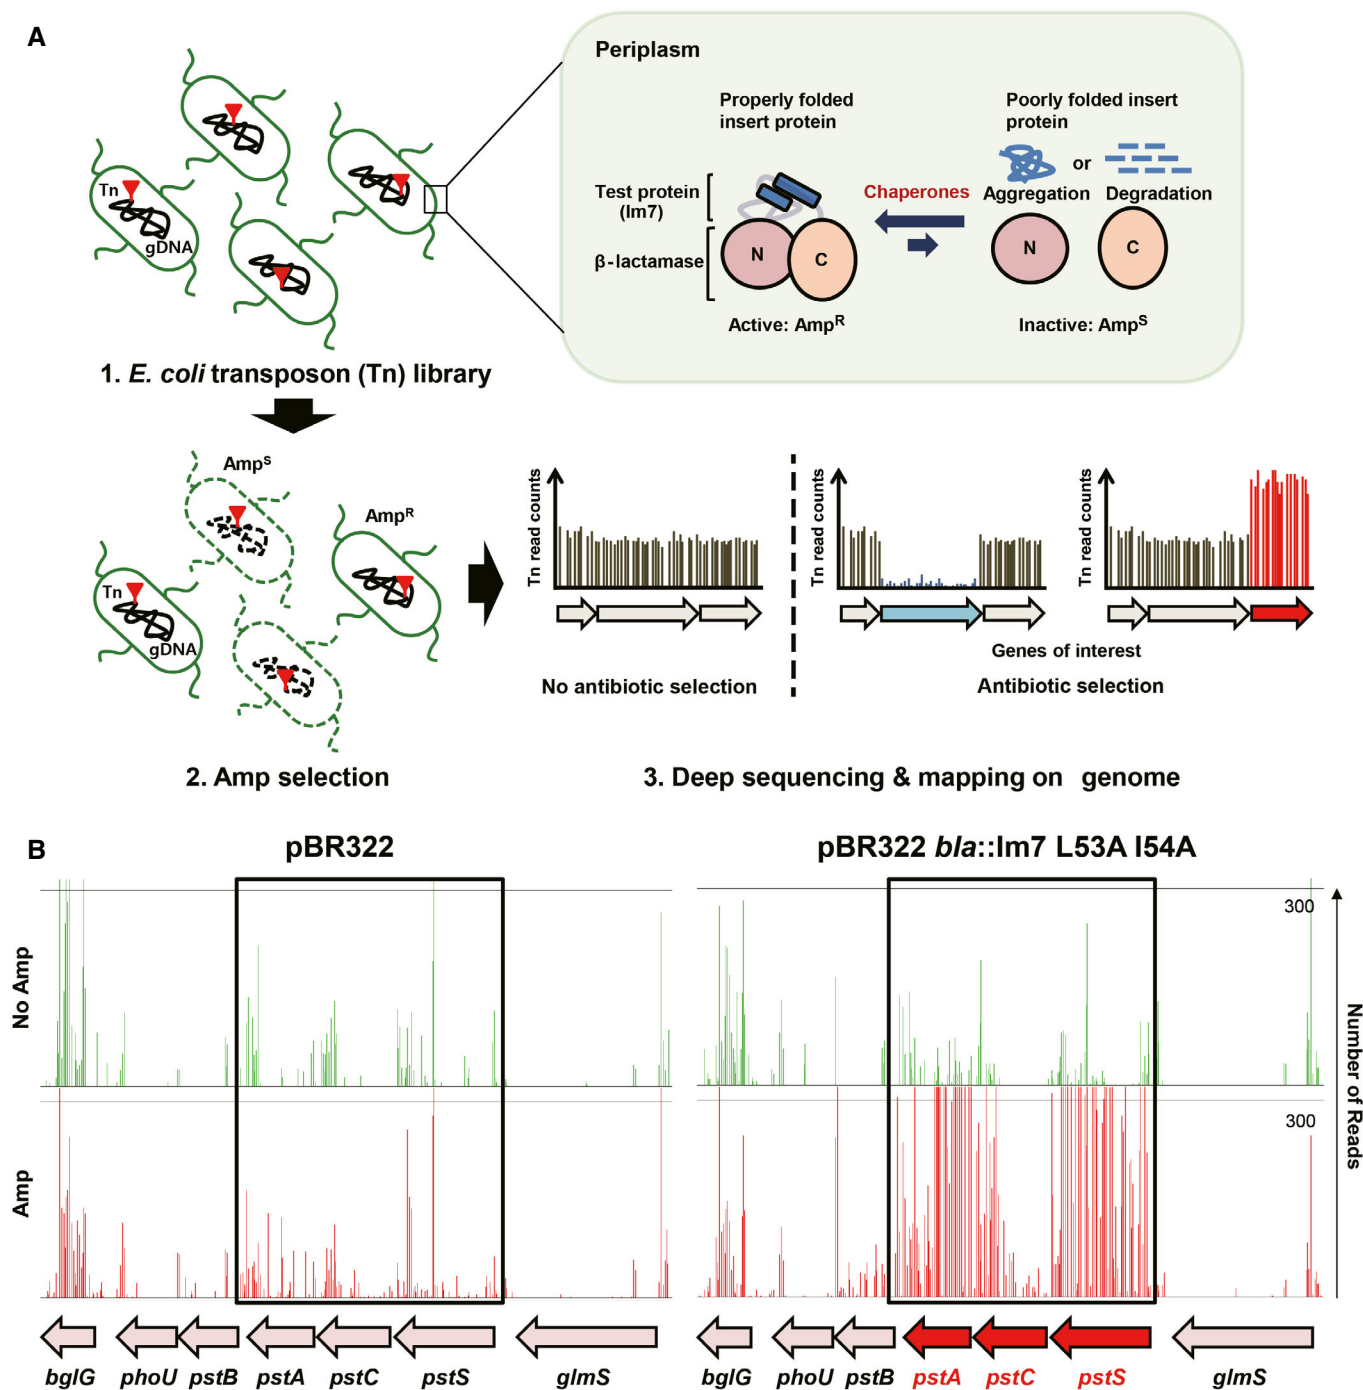 A
Periplasm
Properly folded
insert protein
Poorly folded insert
protein
or
Test protein
(Im7)
Chaperones
Aggregation
Degradation
Tn
gDNA
β-lactamase
N
C
N
C
Active: AmpR
Inactive: AmpS
1. E. coli transposon (Tn) library
AmpS
AmpR
Tn
gDNA
Tn read counts
Tn read counts
Tn read counts
Genes of interest
No antibiotic selection
Antibiotic selection
2. Amp selection
3. Deep sequencing & mapping on genome
B
pBR322
pBR322 bla::Im7 L53A I54A
No Amp
Amp
300
300
Number of Reads
bglG phoU pstB pstA pstC pstS glmS
bglG phoU pstB pstA pstC pstS glmS